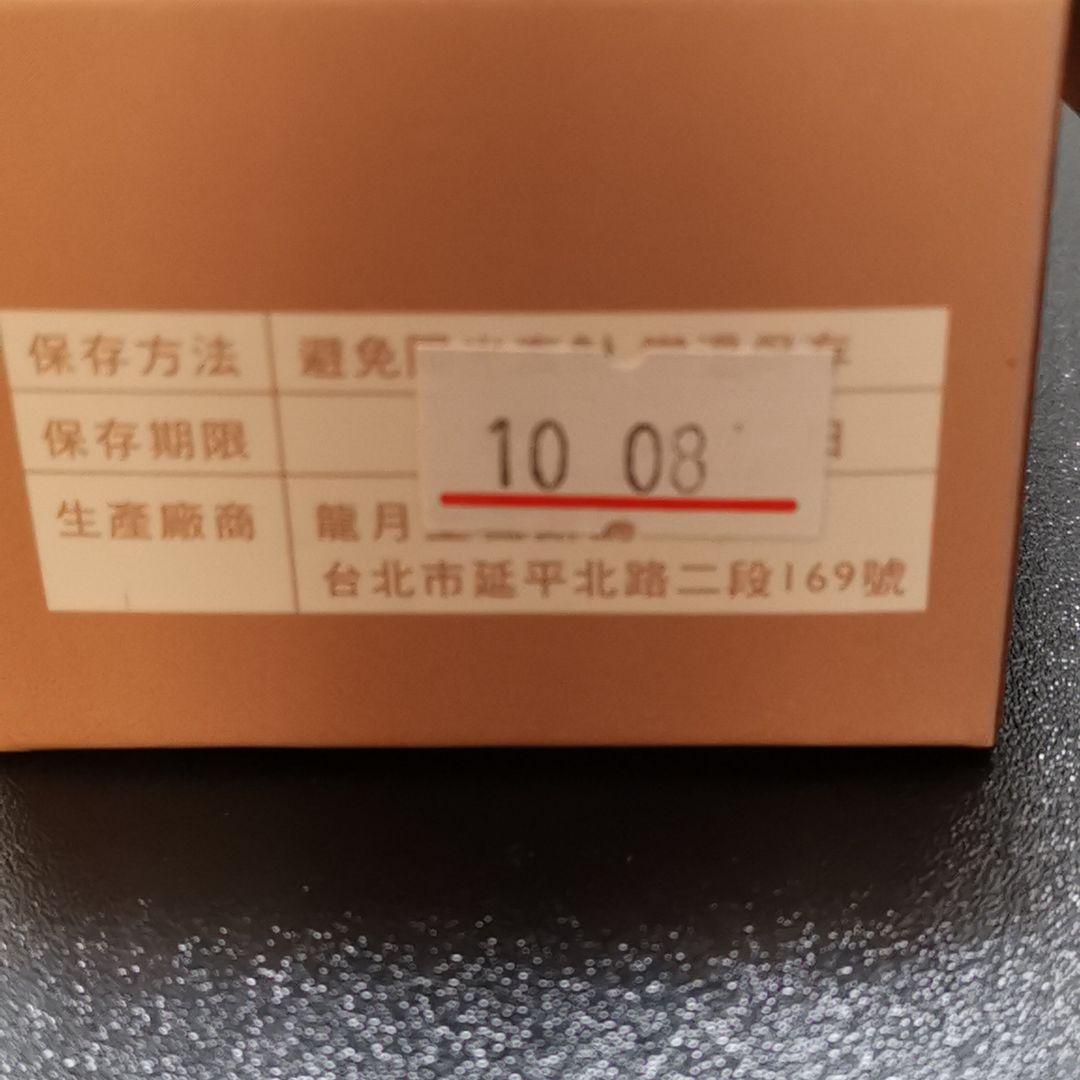 保存方法 避免
保存期限 10 08 日
生產廠商 龍月
台北市延平北路二段169號